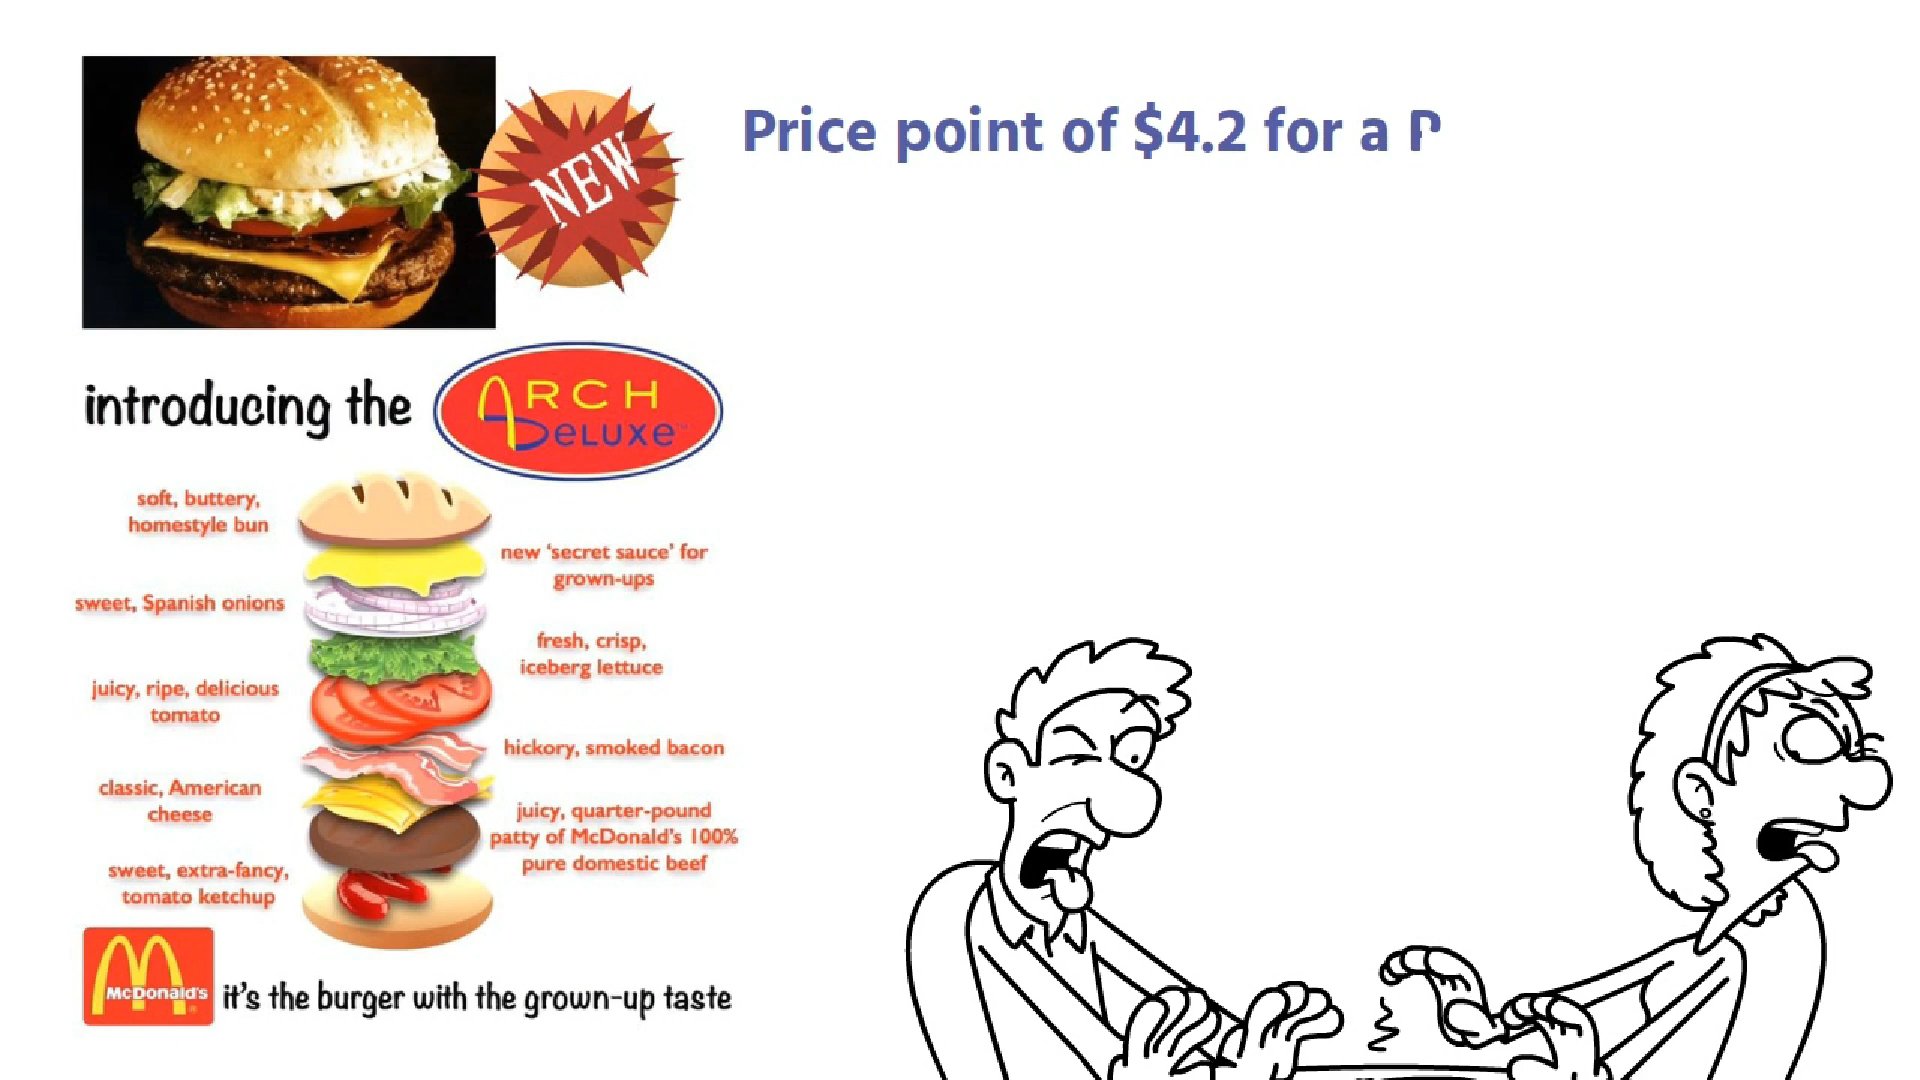 Price point of $4.2 for a
NEW
introducing the
ARCH
DELUXE™
soft, buttery,
homestyle bun
new 'secret sauce' for
grown-ups
sweet, Spanish onions
fresh, crisp,
iceberg lettuce
juicy, ripe, delicious
tomato
hickory, smoked bacon
classic, American
cheese
juicy, quarter-pound
patty of McDonald's 100%
pure domestic beef
sweet, extra-fancy,
tomato ketchup
McDonald's®
it's the burger with the grown-up taste